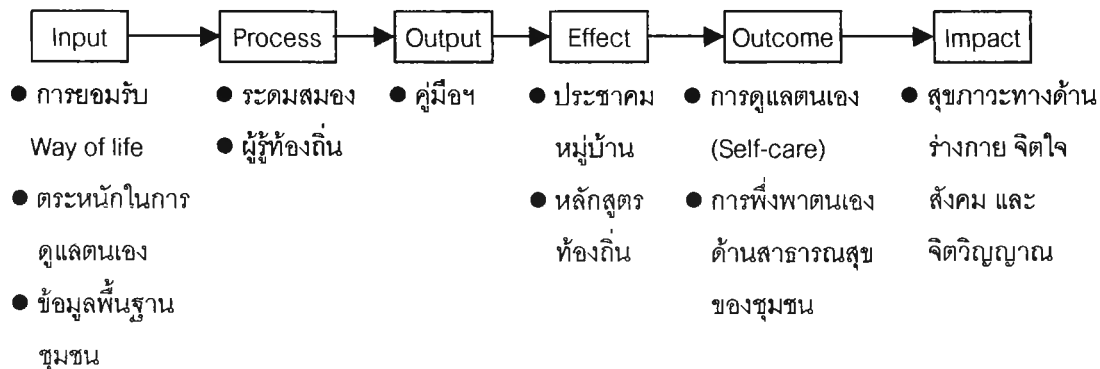 Input Process Output Effect Outcome Impact
● การยอมรับ
Way of life
● ตระหนักในการ
ดูแลตนเอง
● ข้อมูลพื้นฐาน
ชุมชน
● ระดมสมอง
● ผู้รู้ท้องถิ่น
● คู่มือฯ
● ประชาคม
หมู่บ้าน
● หลักสูตร
ท้องถิ่น
● การดูแลตนเอง
(Self-care)
● การพึ่งพาตนเอง
ด้านสาธารณสุข
ของชุมชน
● สุขภาวะทางด้าน
ร่างกาย จิตใจ
สังคม และ
จิตวิญญาณ